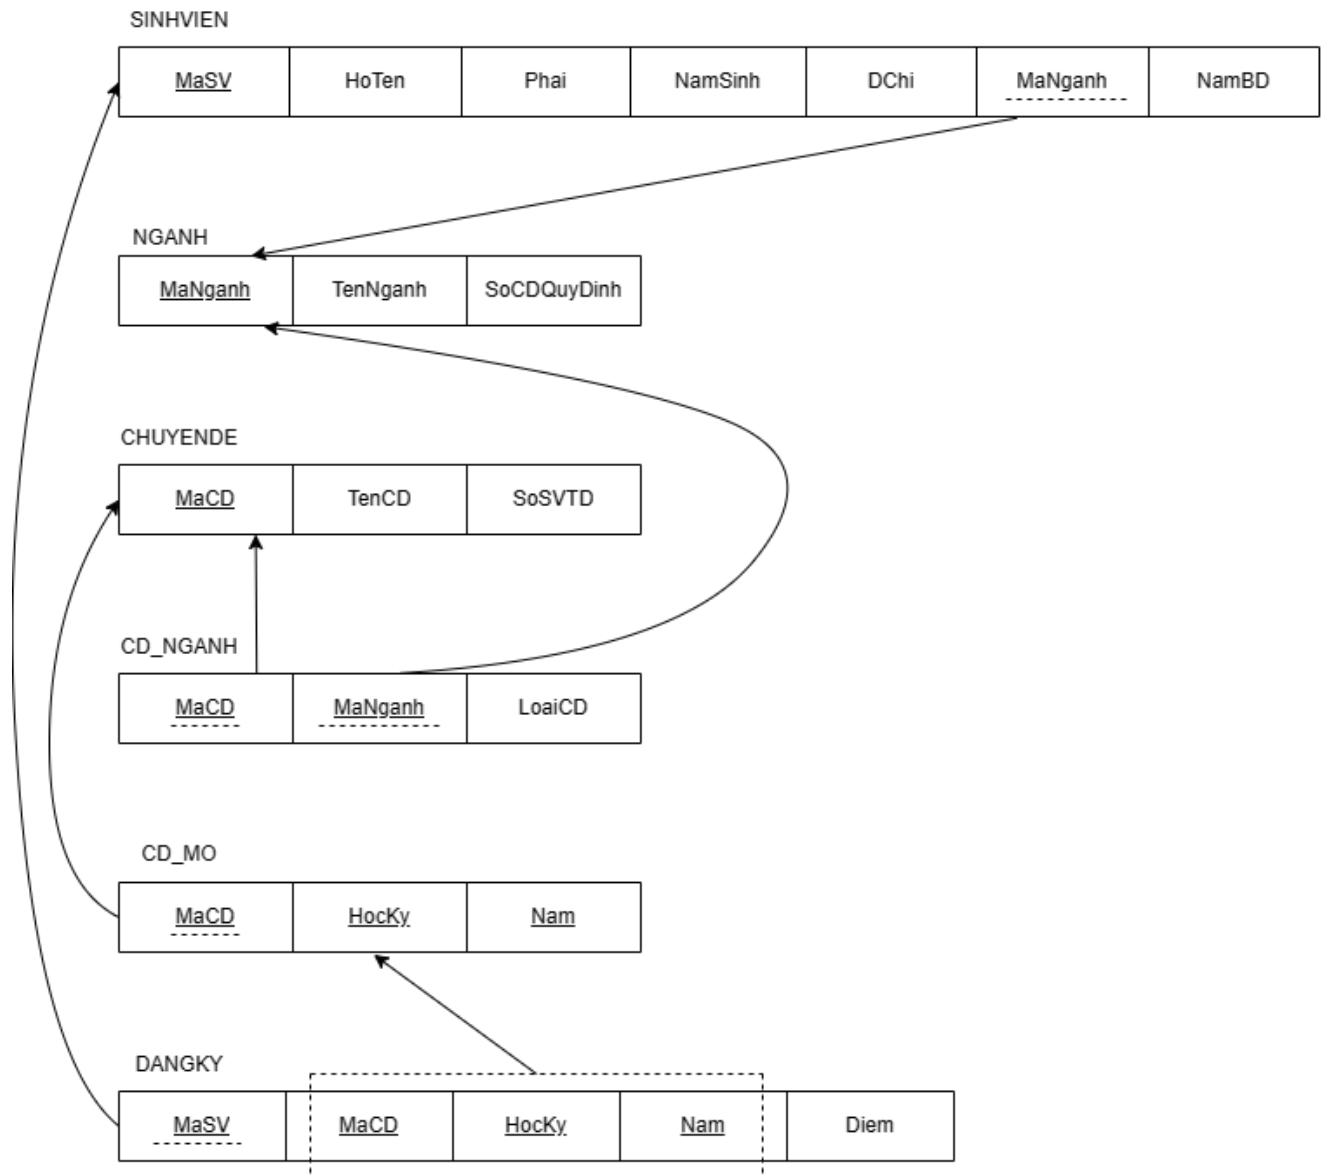 SINHVIEN
MaSV HoTen Phai NamSinh DChi MaNganh NamBD
NGANH
MaNganh TenNganh SoCDQuyDinh
CHUYENDE
MaCD TenCD SoSVTD
CD_NGANH
MaCD MaNganh LoaiCD
CD_MO
MaCD HocKy Nam
DANGKY
MaSV MaCD HocKy Nam Diem